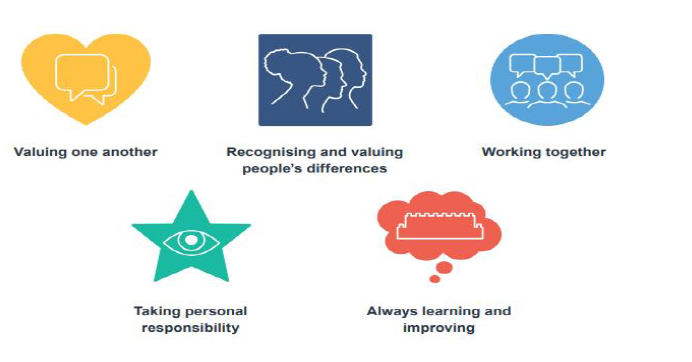 Valuing one another
Recognising and valuing
people's differences
Working together
Taking personal
responsibility
Always learning and
improving